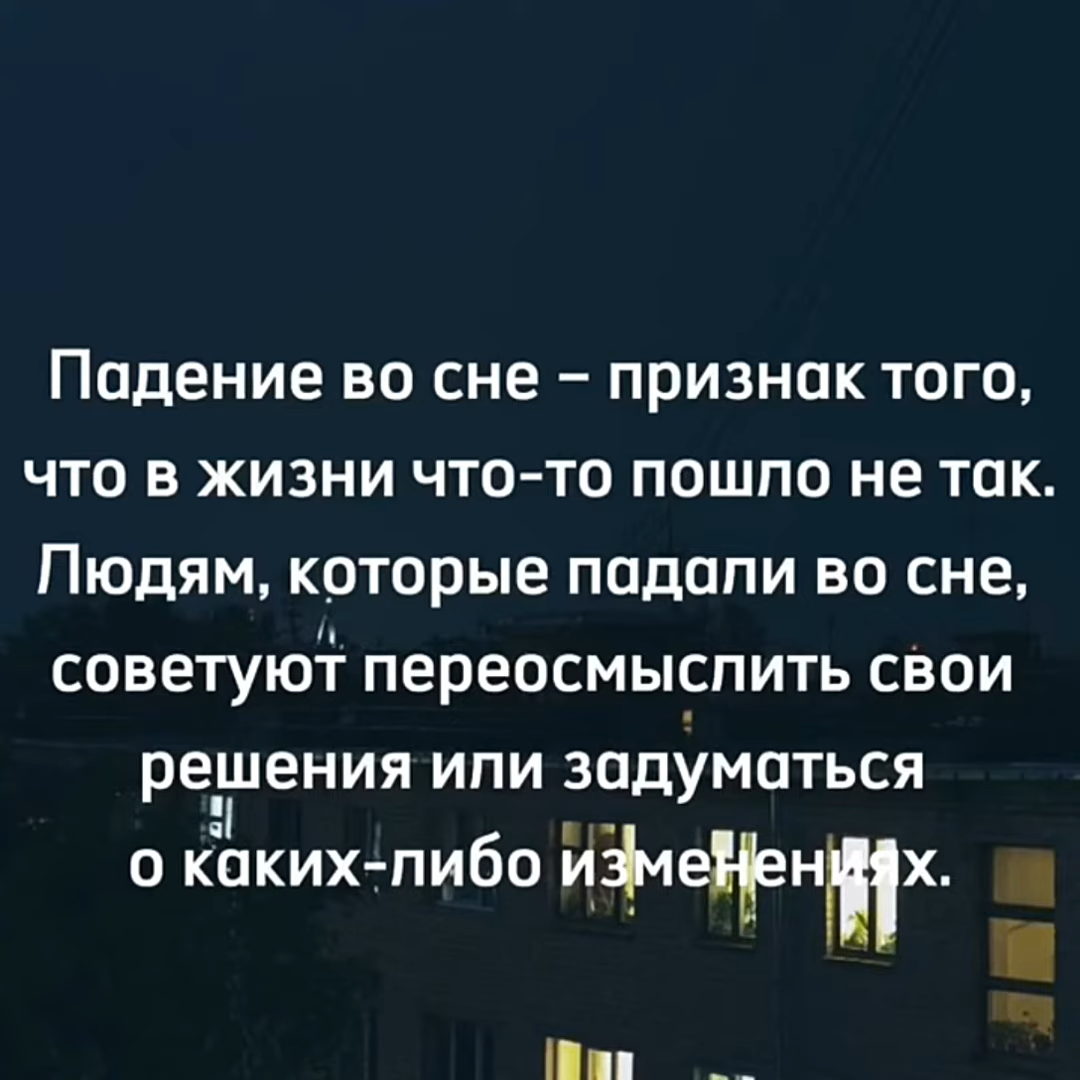 Падение во сне – признак того,
что в жизни что-то пошло не так.
Людям, которые падали во сне,
советуют переосмыслить свои
решения или задуматься
о каких-либо изменениях.